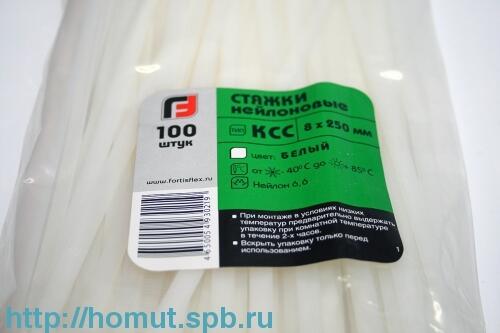 100
штук
www.fortisflex.ru
СТЯЖКИ
НЕЙЛОНОВЫЕ
тип КСС 8 x 250 мм
цвет: БЕЛЫЙ
от -40°C до +85°C
Нейлон 6,6
• При монтаже в условиях низких
температур предварительно выдержать
упаковку при комнатной температуре
в течение 2-х часов.
• Вскрыть упаковку только перед
использованием.
1
http://homut.spb.ru